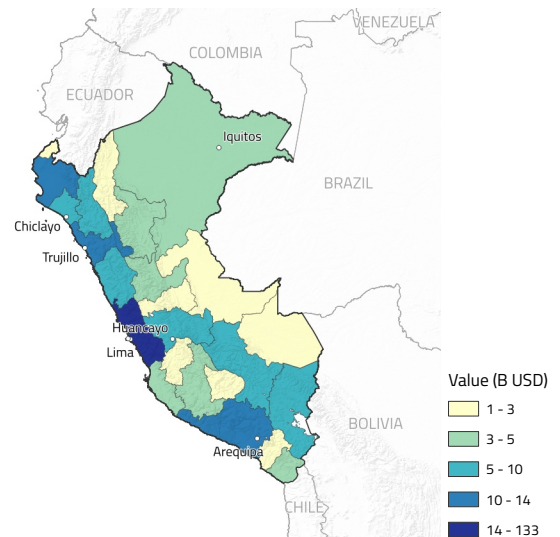 VENEZUELA
COLOMBIA
ECUADOR
Iquitos
BRAZIL
Chiclayo
Trujillo
Huancayo
Lima
Value (B USD)
1 - 3
3 - 5
5 - 10
10 - 14
14 - 133
BOLIVIA
Arequipa
CHILE